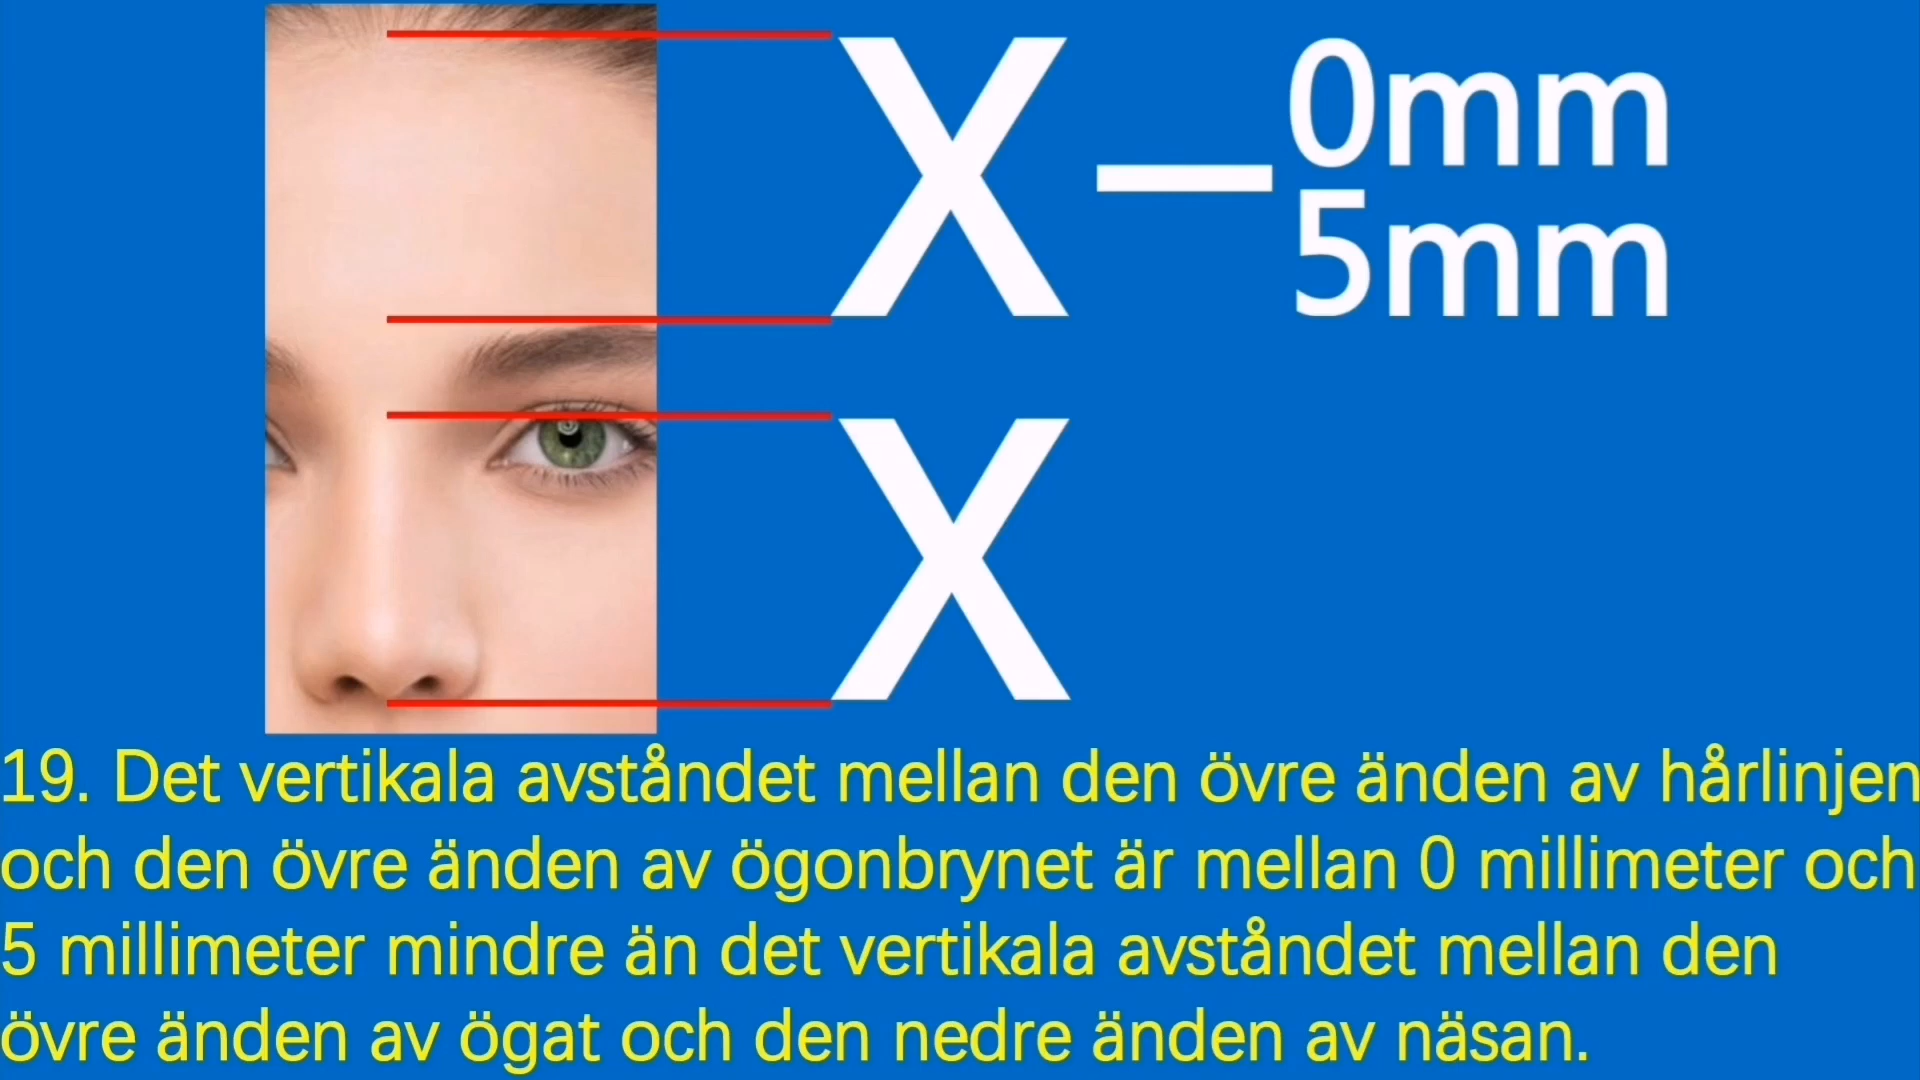 X — 0mm
5mm
X
19. Det vertikala avståndet mellan den övre änden av hårlinjen
och den övre änden av ögonbrynet är mellan 0 millimeter och
5 millimeter mindre än det vertikala avståndet mellan den
övre änden av ögat och den nedre änden av näsan.